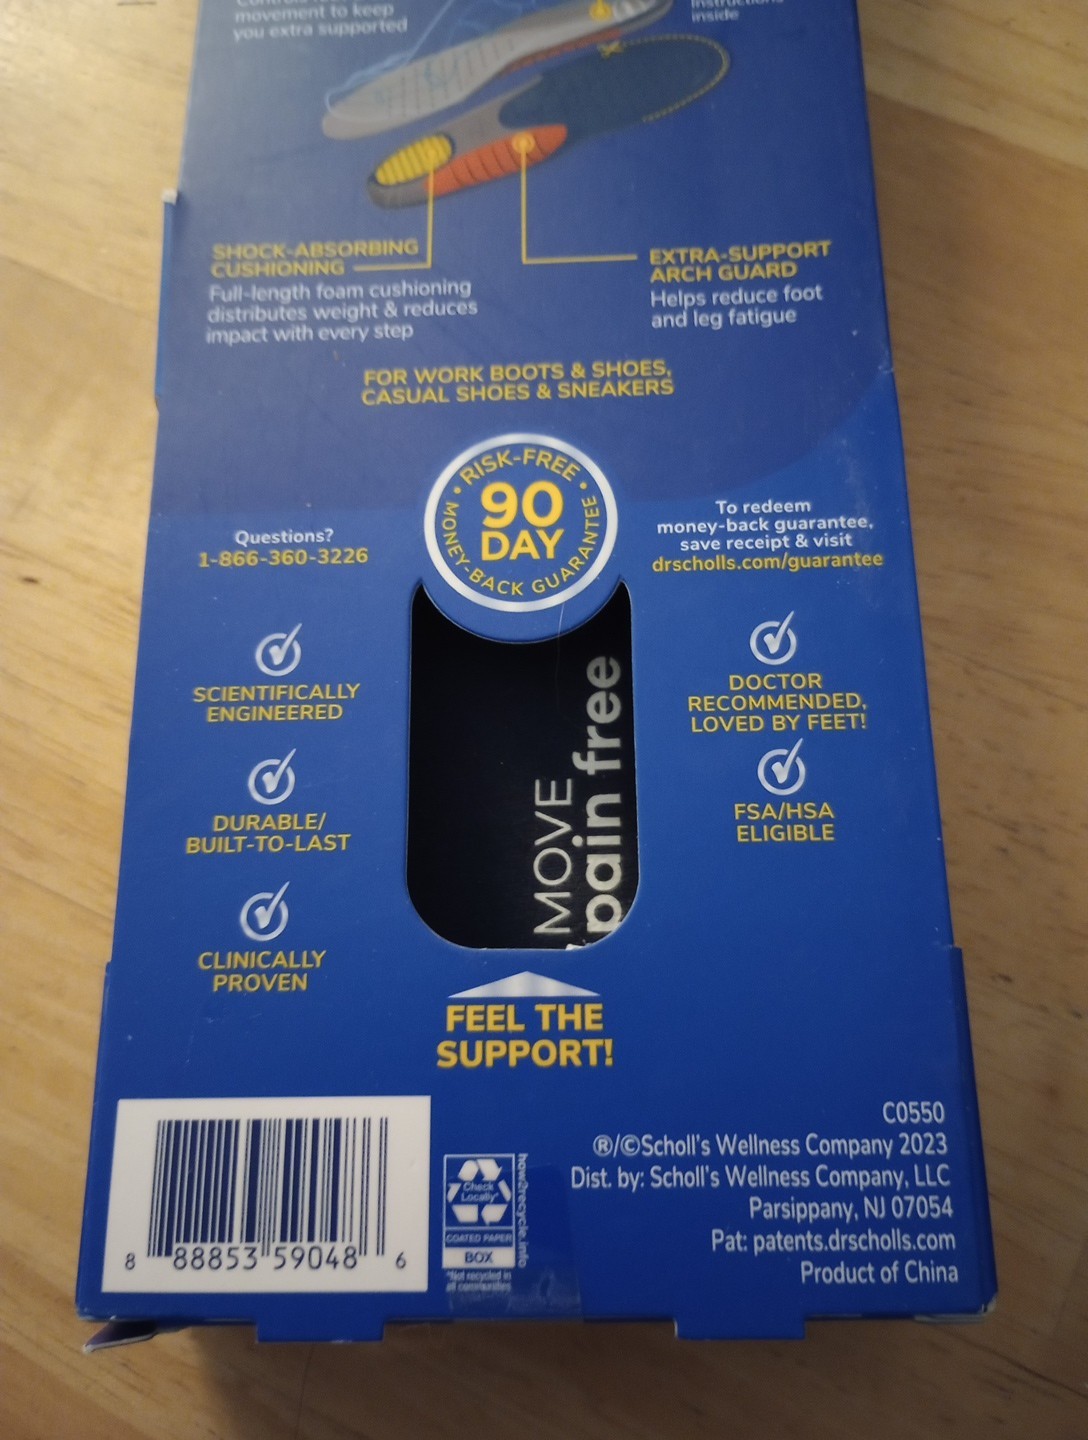 movement to keep
you extra supported
inside
SHOCK-ABSORBING
CUSHIONING
Full-length foam cushioning
distributes weight & reduces
impact with every step
EXTRA-SUPPORT
ARCH GUARD
Helps reduce foot
and leg fatigue
FOR WORK BOOTS & SHOES,
CASUAL SHOES & SNEAKERS
• RISK-FREE •
90
DAY
MONEY-BACK GUARANTEE
Questions?
1-866-360-3226
To redeem
money-back guarantee,
save receipt & visit
drscholls.com/guarantee
SCIENTIFICALLY
ENGINEERED
DURABLE/
BUILT-TO-LAST
CLINICALLY
PROVEN
DOCTOR
RECOMMENDED,
LOVED BY FEET!
FSA/HSA
ELIGIBLE
MOVE
pain free
FEEL THE
SUPPORT!
8 88853 59048 6
Check
Locally*
COATED PAPER
BOX
*Not recycled in
all communities
how2recycle.info
C0550
®/©Scholl's Wellness Company 2023
Dist. by: Scholl's Wellness Company, LLC
Parsippany, NJ 07054
Pat: patents.drscholls.com
Product of China